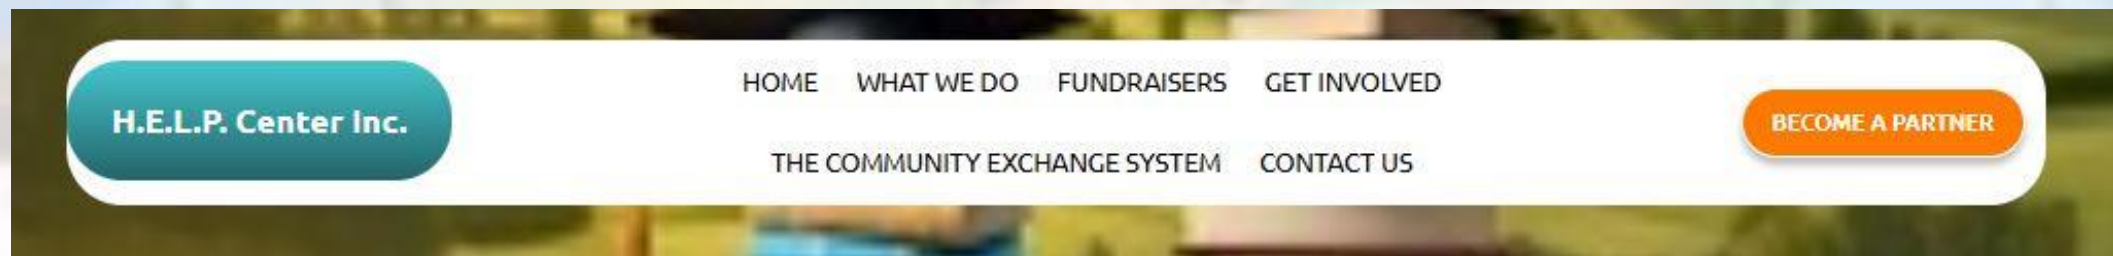 H.E.L.P. Center Inc.
HOME WHAT WE DO FUNDRAISERS GET INVOLVED
THE COMMUNITY EXCHANGE SYSTEM CONTACT US
BECOME A PARTNER